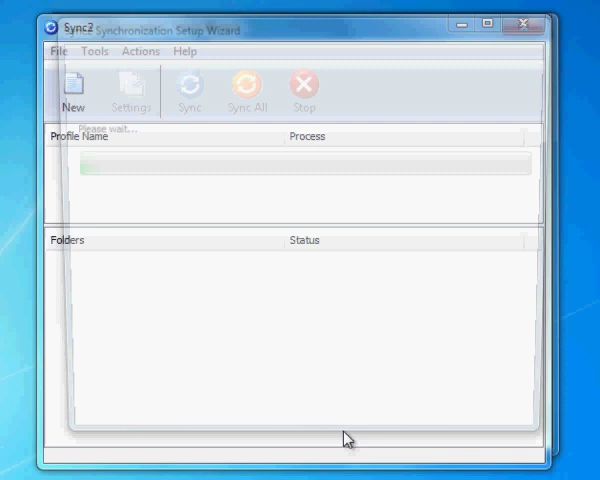 Sync2
Sync2 Synchronization Setup Wizard
File Tools Actions Help
New Settings Sync Sync All Stop
Please wait...
Profile Name Process
Folders Status